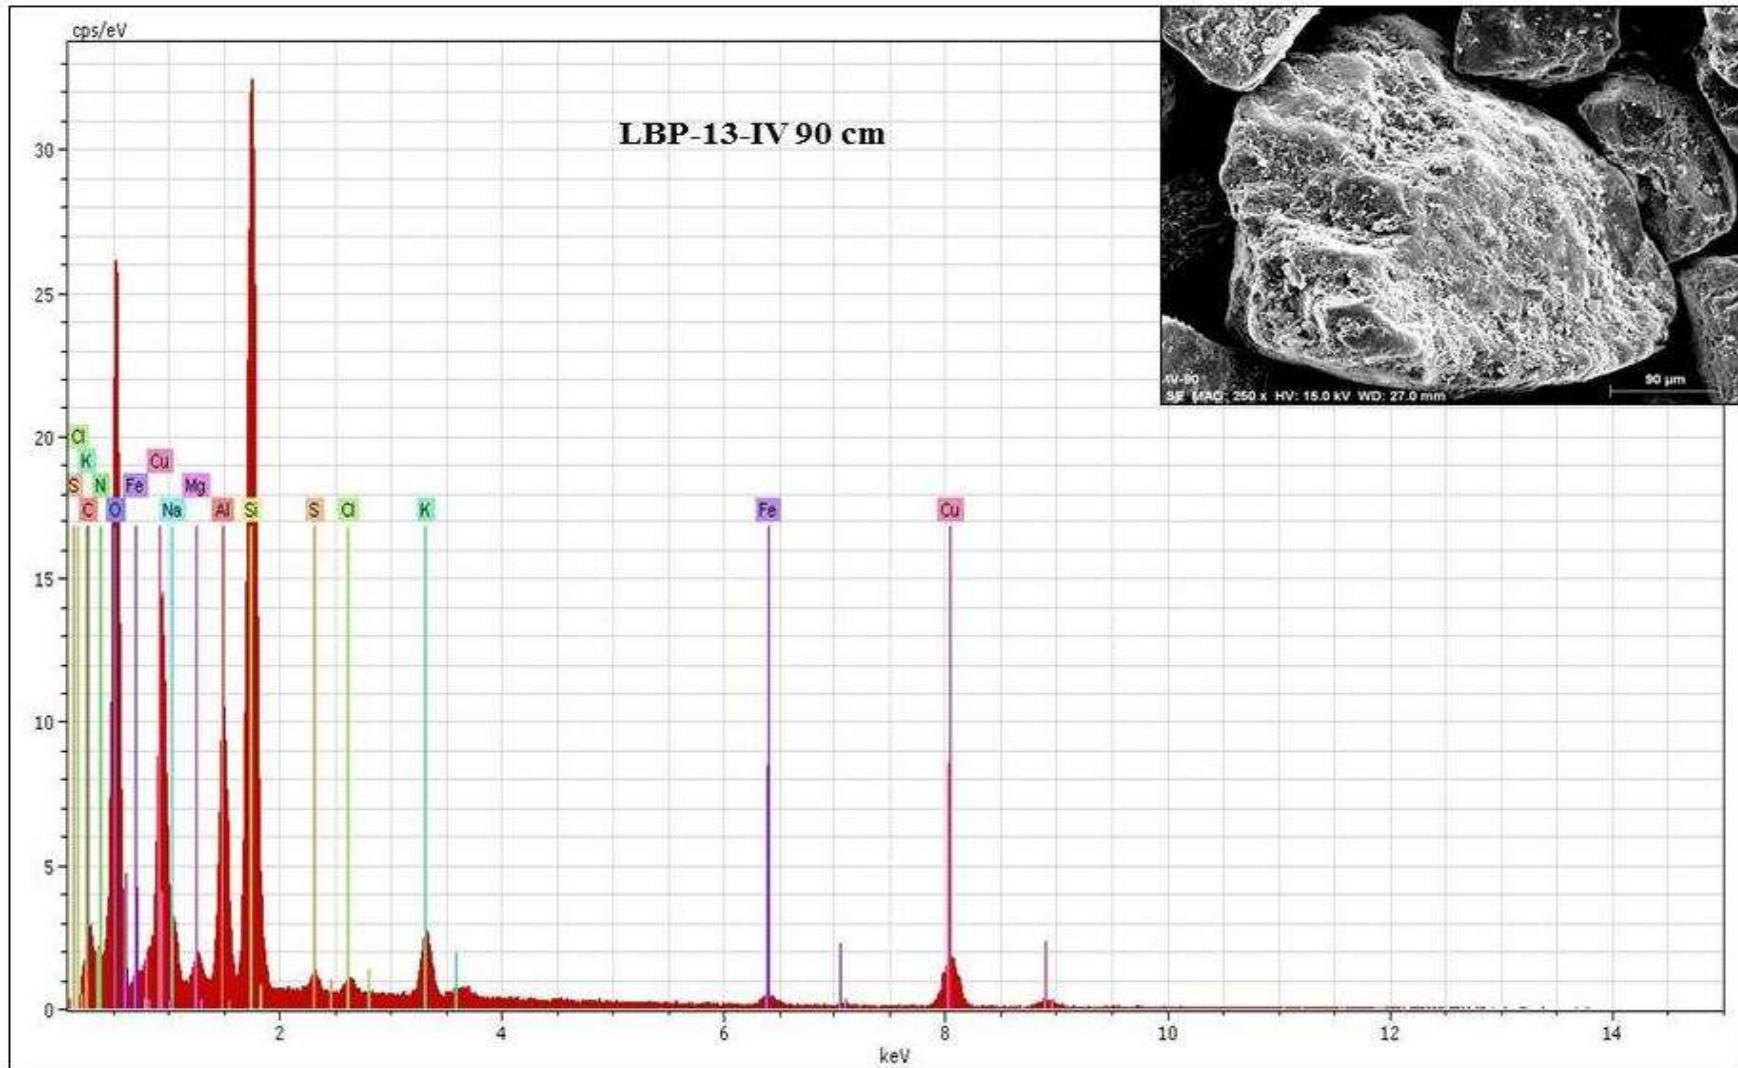 cps/eV
LBP-13-IV 90 cm
30
25
20
15
10
5
0
Cl
K Cu
S N Fe Mg
C O Na Al Si S Cl K Fe Cu
2 4 6 8 10 12 14
keV
IV-90 90 µm
SE MAG: 250 x HV: 15.0 kV WD: 27.0 mm